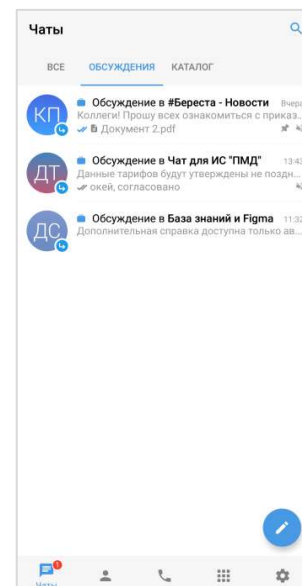 Чаты
ВСЕ ОБСУЖДЕНИЯ КАТАЛОГ
КП Обсуждение в #Береста - Новости Вчера
Коллеги! Прошу всех ознакомиться с приказ...
Документ 2.pdf
ДТ Обсуждение в Чат для ИС "ПМД" 13:43
Данные тарифов будут утверждены не поздн...
окей, согласовано
ДС Обсуждение в База знаний и Figma 11:32
Дополнительная справка доступна только ав...
1
Чаты